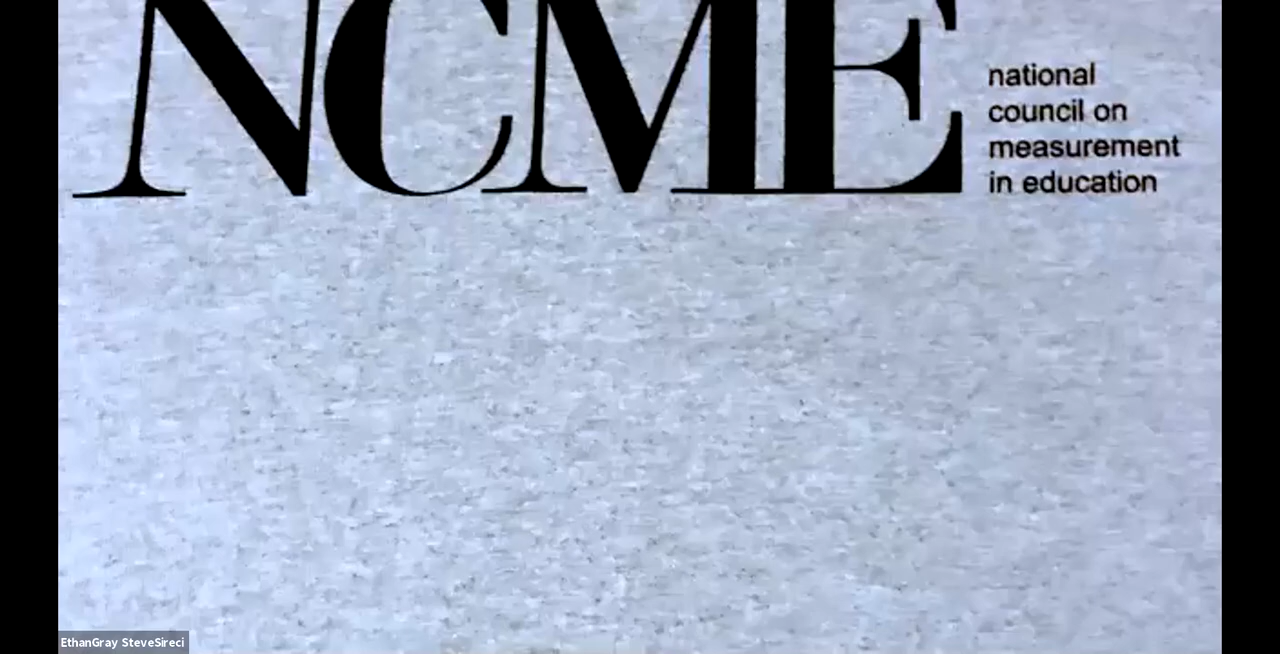 NCME
national
council on
measurement
in education
EthanGray SteveSireci